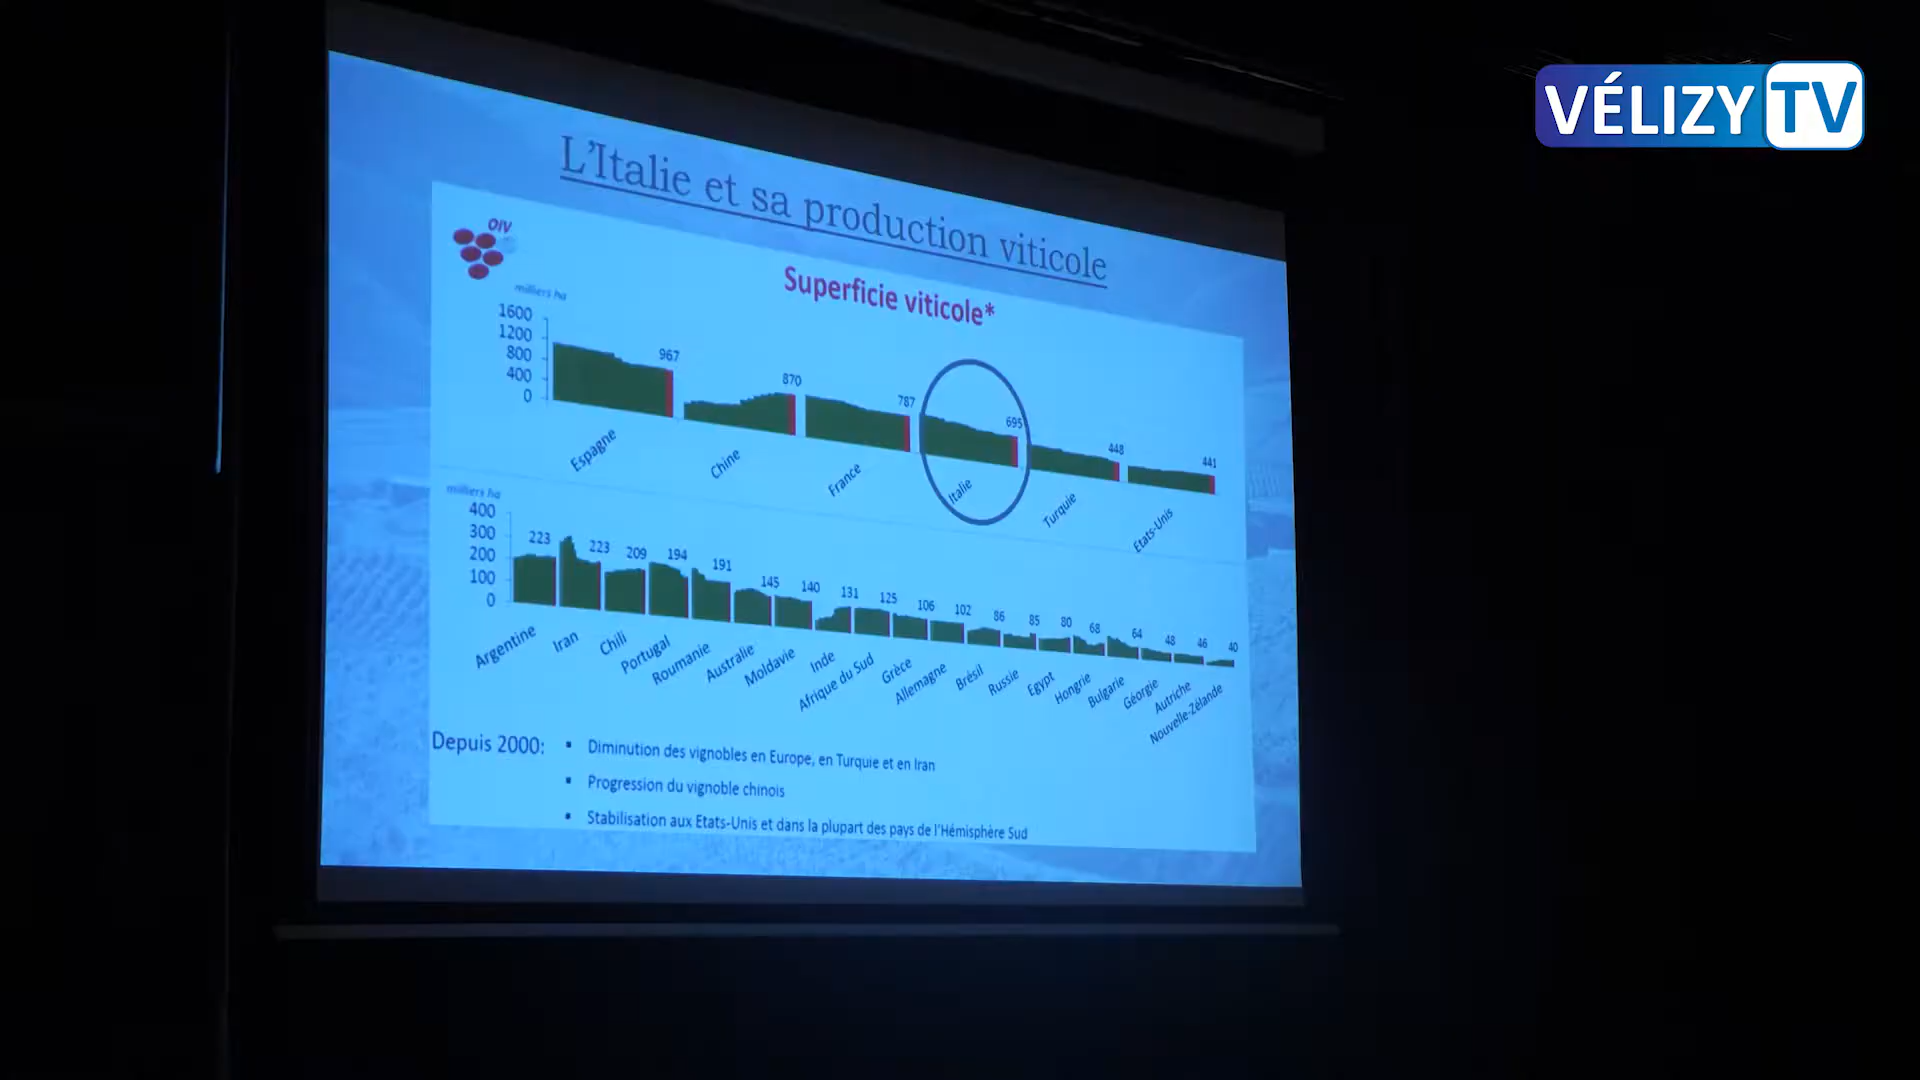 VÉLIZY TV
L'Italie et sa production viticole
OIV
Superficie viticole*
milliers ha
1600
1200
800
400
0
967
870
787
695
448
441
Espagne
Chine
France
Italie
Turquie
Etats-Unis
milliers ha
400
300
200
100
0
223
223
209
194
191
145
140
131
125
106
102
86
85
80
68
64
48
46
40
Argentine
Iran
Chili
Portugal
Roumanie
Australie
Moldavie
Inde
Afrique du Sud
Grèce
Allemagne
Brésil
Russie
Egypt
Hongrie
Bulgarie
Géorgie
Autriche
Nouvelle-Zélande
Depuis 2000:
▪ Diminution des vignobles en Europe, en Turquie et en Iran
▪ Progression du vignoble chinois
▪ Stabilisation aux Etats-Unis et dans la plupart des pays de l'Hémisphère Sud